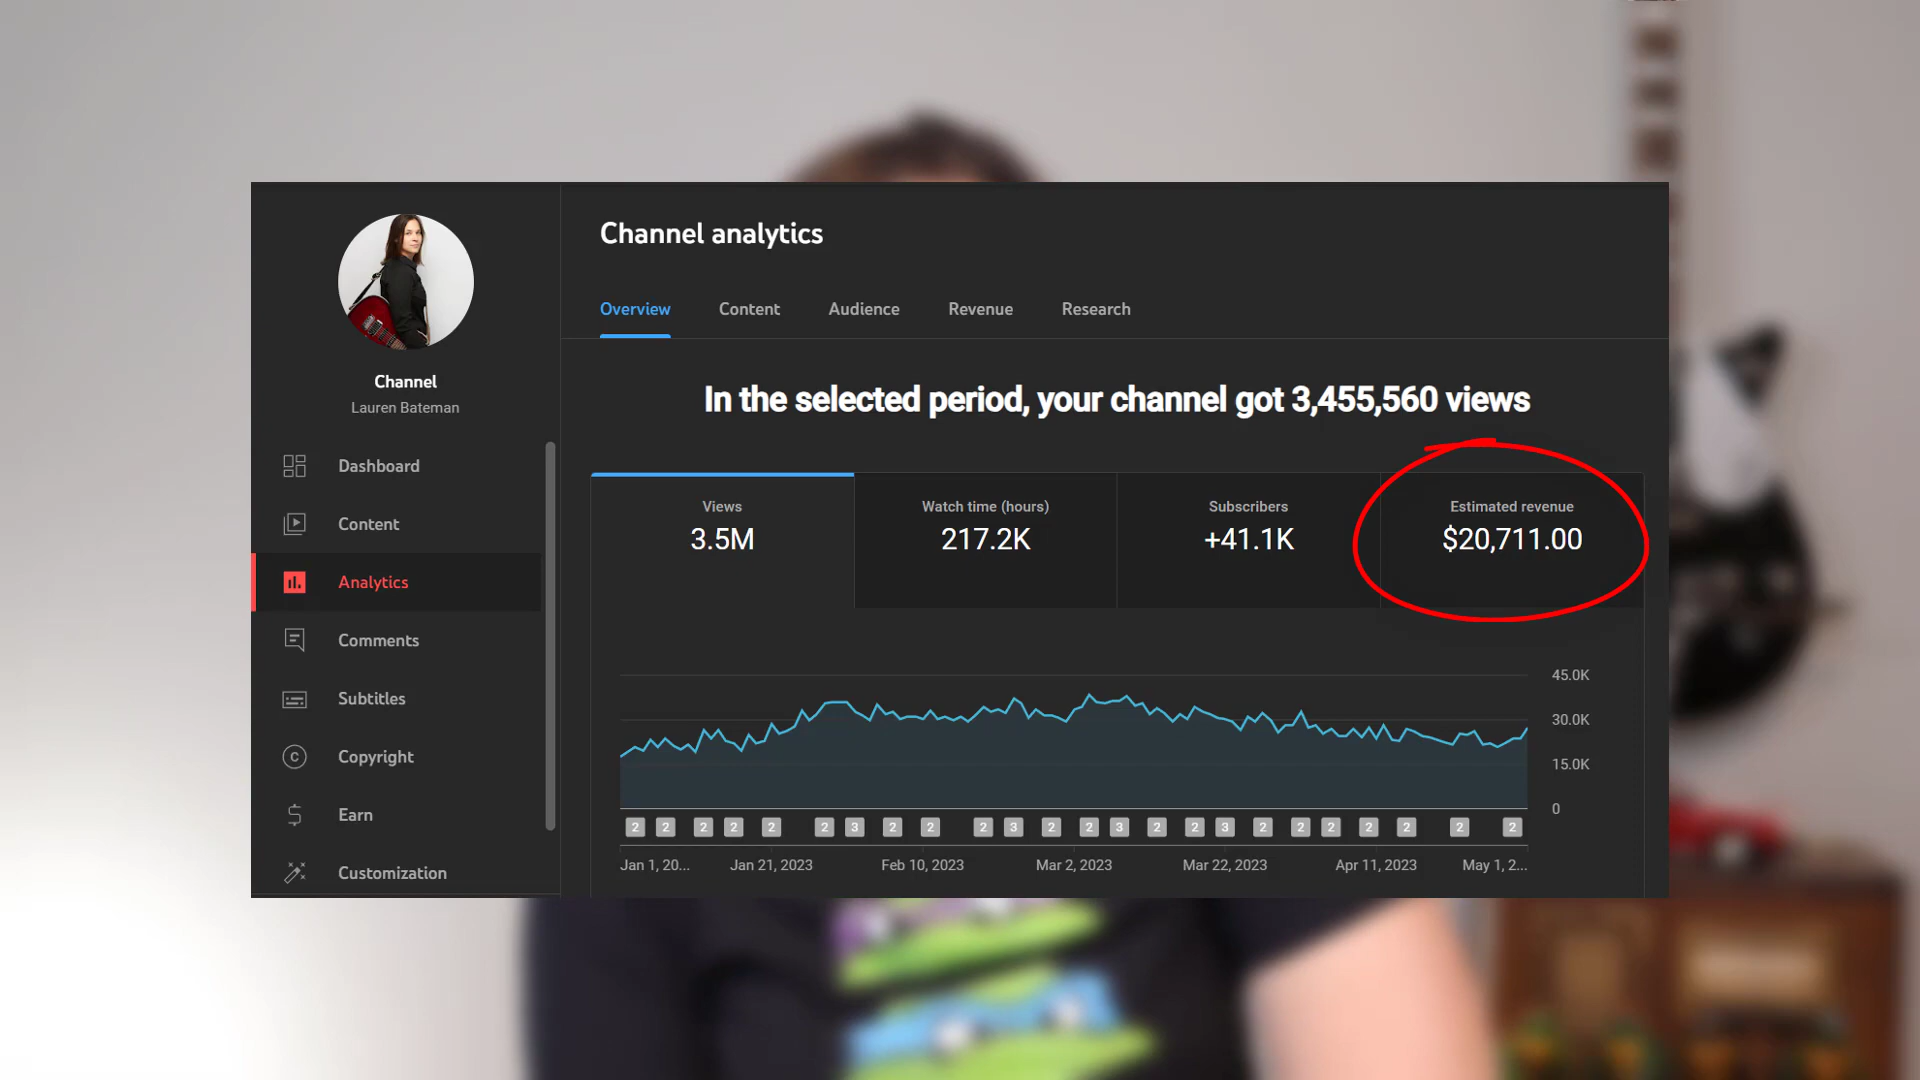 Channel
Lauren Bateman
Dashboard
Content
Analytics
Comments
Subtitles
Copyright
Earn
Customization
Channel analytics
Overview Content Audience Revenue Research
In the selected period, your channel got 3,455,560 views
Views Watch time (hours) Subscribers Estimated revenue
3.5M 217.2K +41.1K $20,711.00
45.0K
30.0K
15.0K
0
2 2 2 2 2 2 3 2 2 2 3 2 2 3 2 2 3 2 2 2 2 2 2 2
Jan 1, 20... Jan 21, 2023 Feb 10, 2023 Mar 2, 2023 Mar 22, 2023 Apr 11, 2023 May 1, 2...